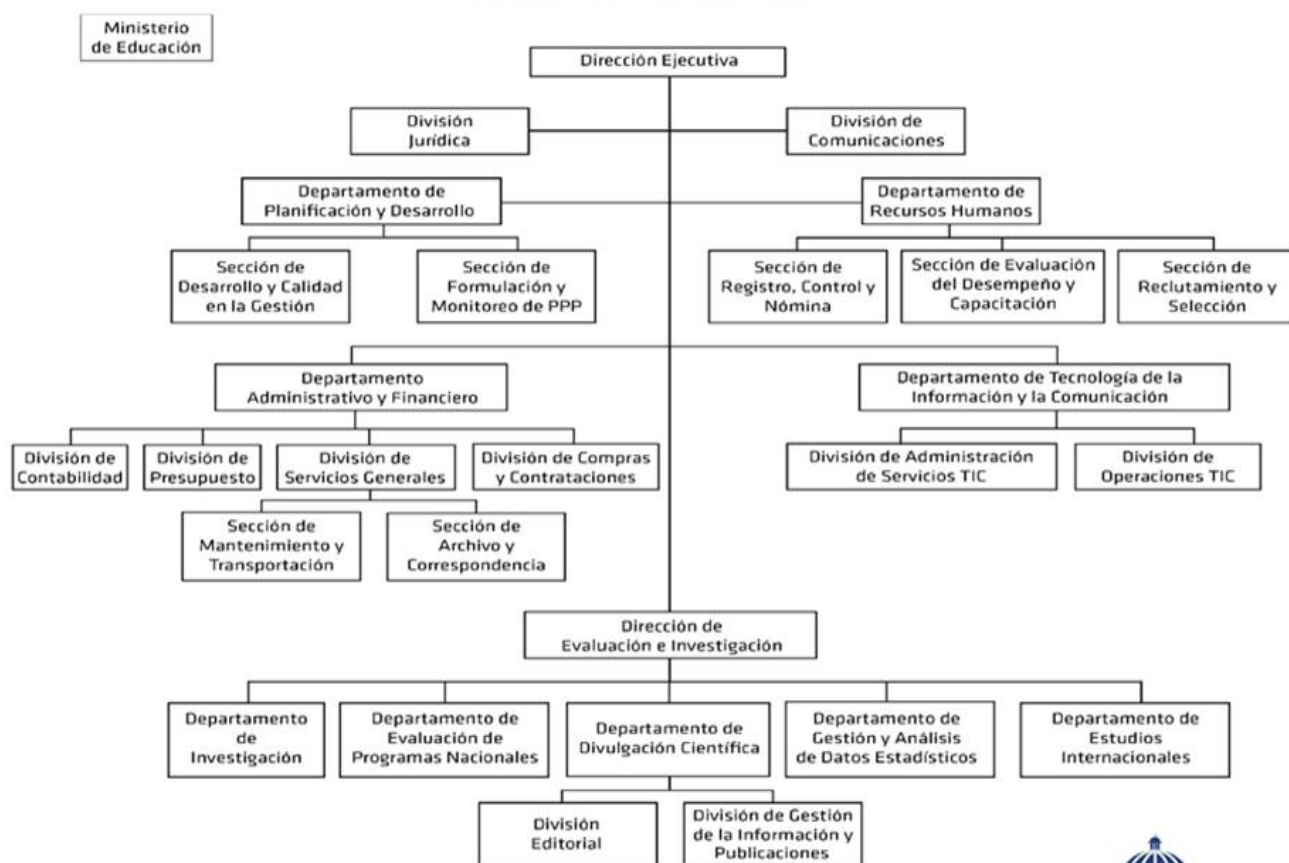 Ministerio
de Educación
Dirección Ejecutiva
División
Jurídica
División de
Comunicaciones
Departamento de
Planificación y Desarrollo
Departamento de
Recursos Humanos
Sección de
Desarrollo y Calidad
en la Gestión
Sección de
Formulación y
Monitoreo de PPP
Sección de
Registro, Control y
Nómina
Sección de Evaluación
del Desempeño y
Capacitación
Sección de
Reclutamiento y
Selección
Departamento
Administrativo y Financiero
Departamento de Tecnología de la
Información y la Comunicación
División de
Contabilidad
División de
Presupuesto
División de
Servicios Generales
División de Compras
y Contrataciones
División de Administración
de Servicios TIC
División de
Operaciones TIC
Sección de
Mantenimiento y
Transportación
Sección de
Archivo y
Correspondencia
Dirección de
Evaluación e Investigación
Departamento
de
Investigación
Departamento de
Evaluación de
Programas Nacionales
Departamento de
Divulgación Científica
Departamento de
Gestión y Análisis
de Datos Estadísticos
Departamento de
Estudios
Internacionales
División
Editorial
División de Gestión
de la Información y
Publicaciones